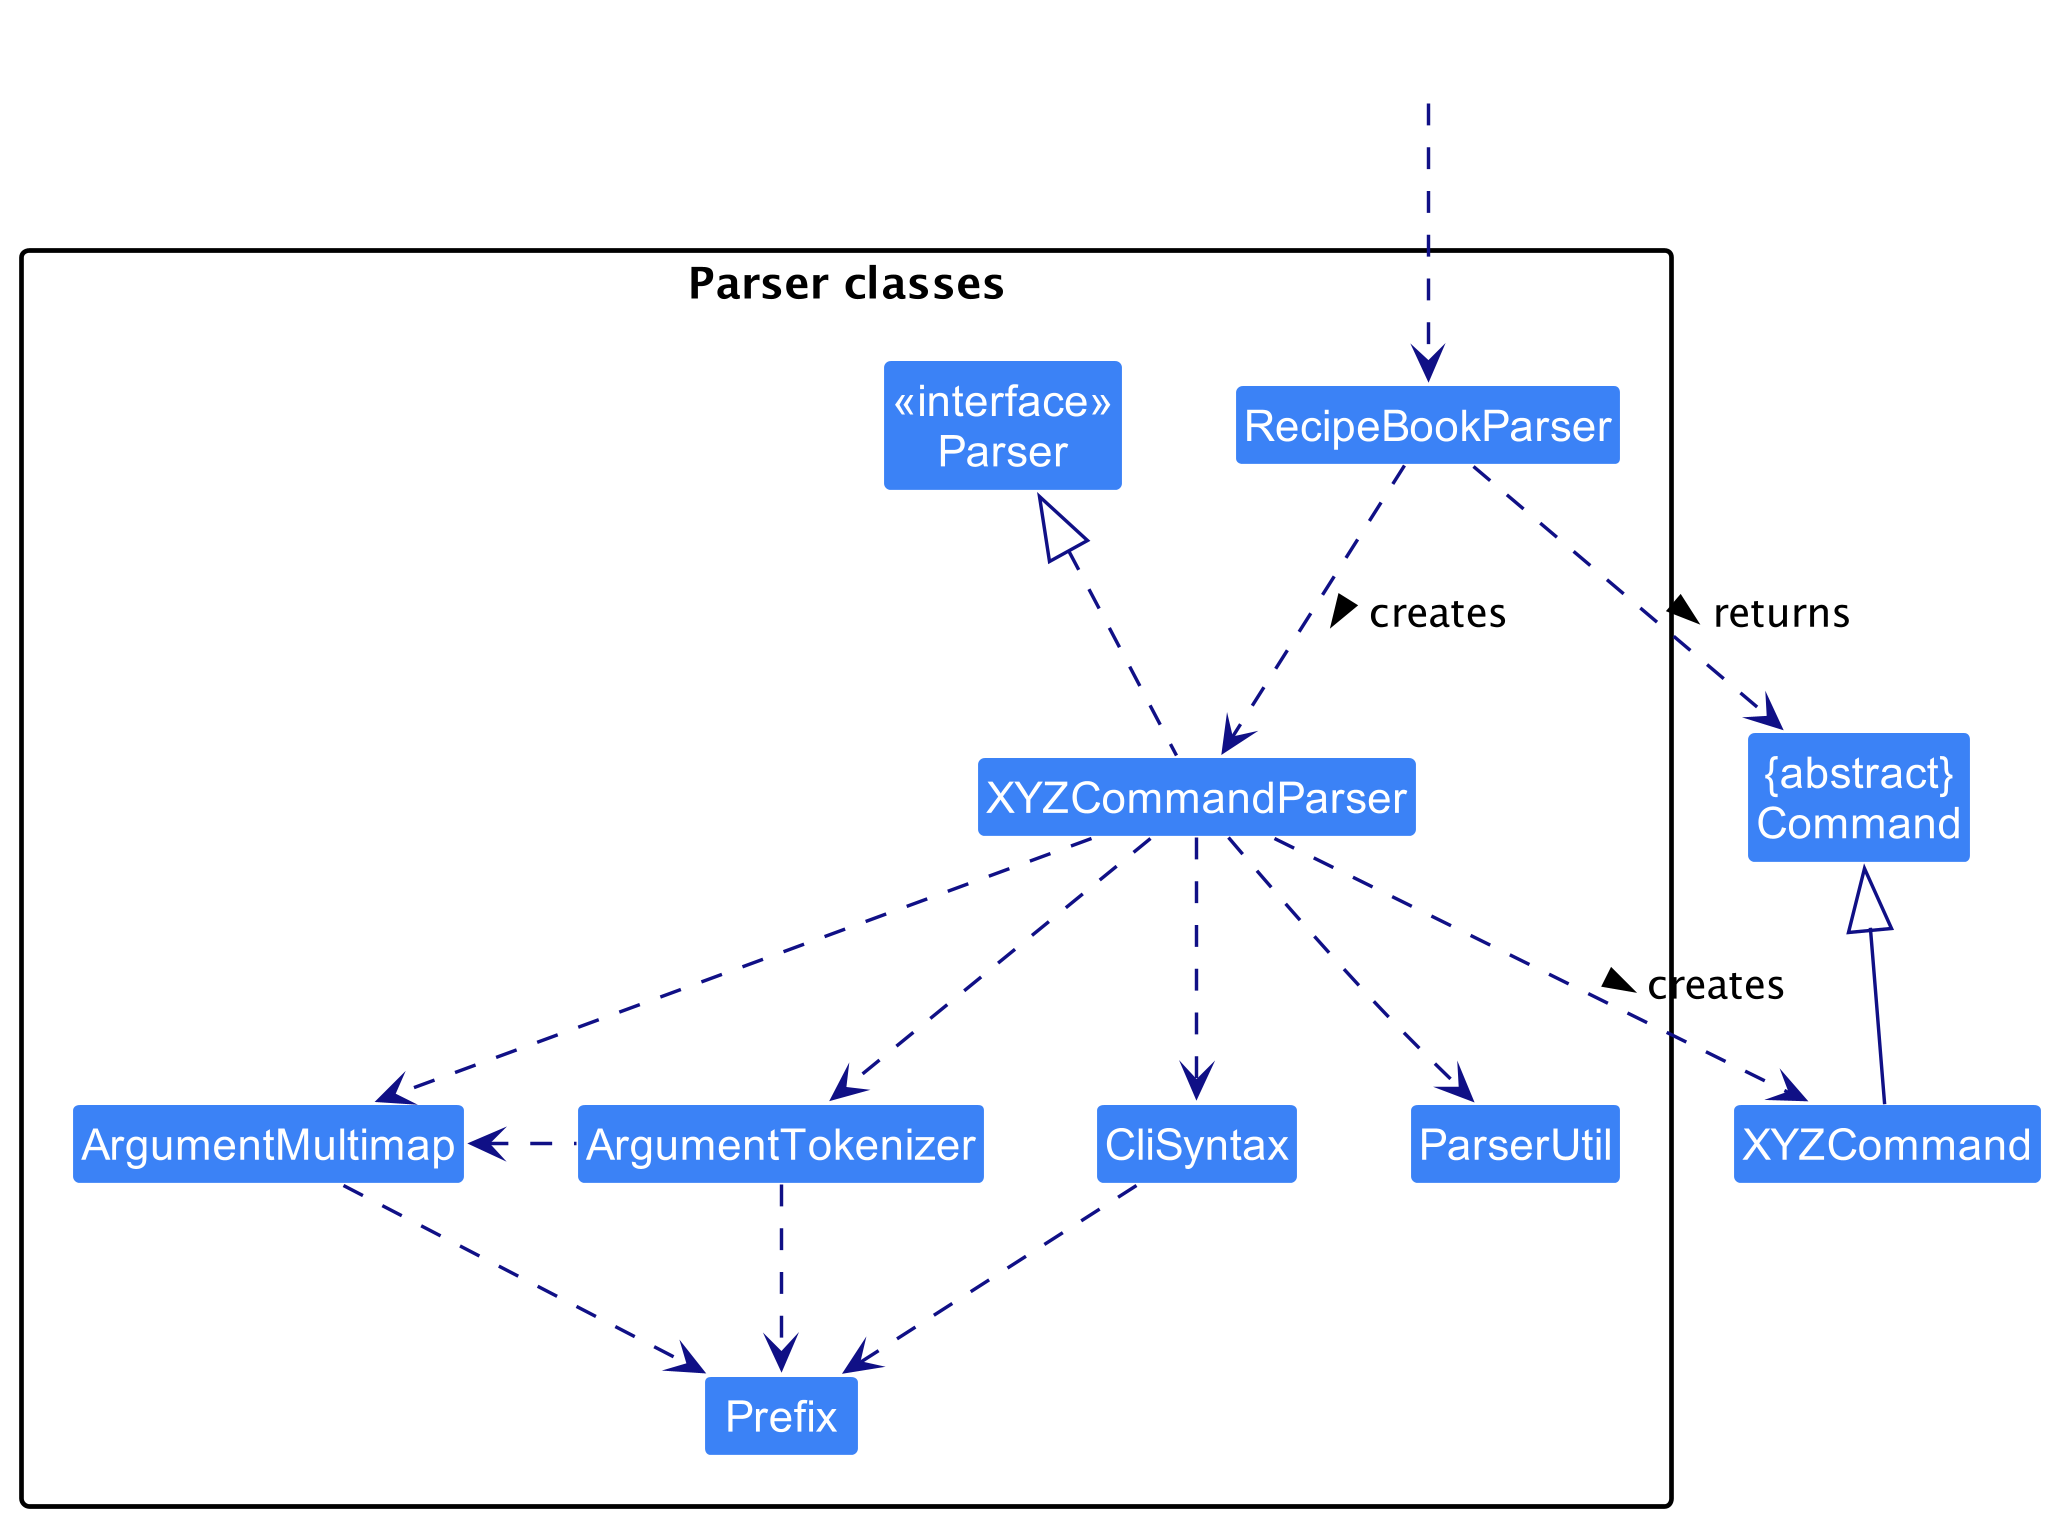 Parser classes
«interface»
Parser
RecipeBookParser
creates
returns
XYZCommandParser
{abstract}
Command
creates
ArgumentMultimap
ArgumentTokenizer
CliSyntax
ParserUtil
XYZCommand
Prefix